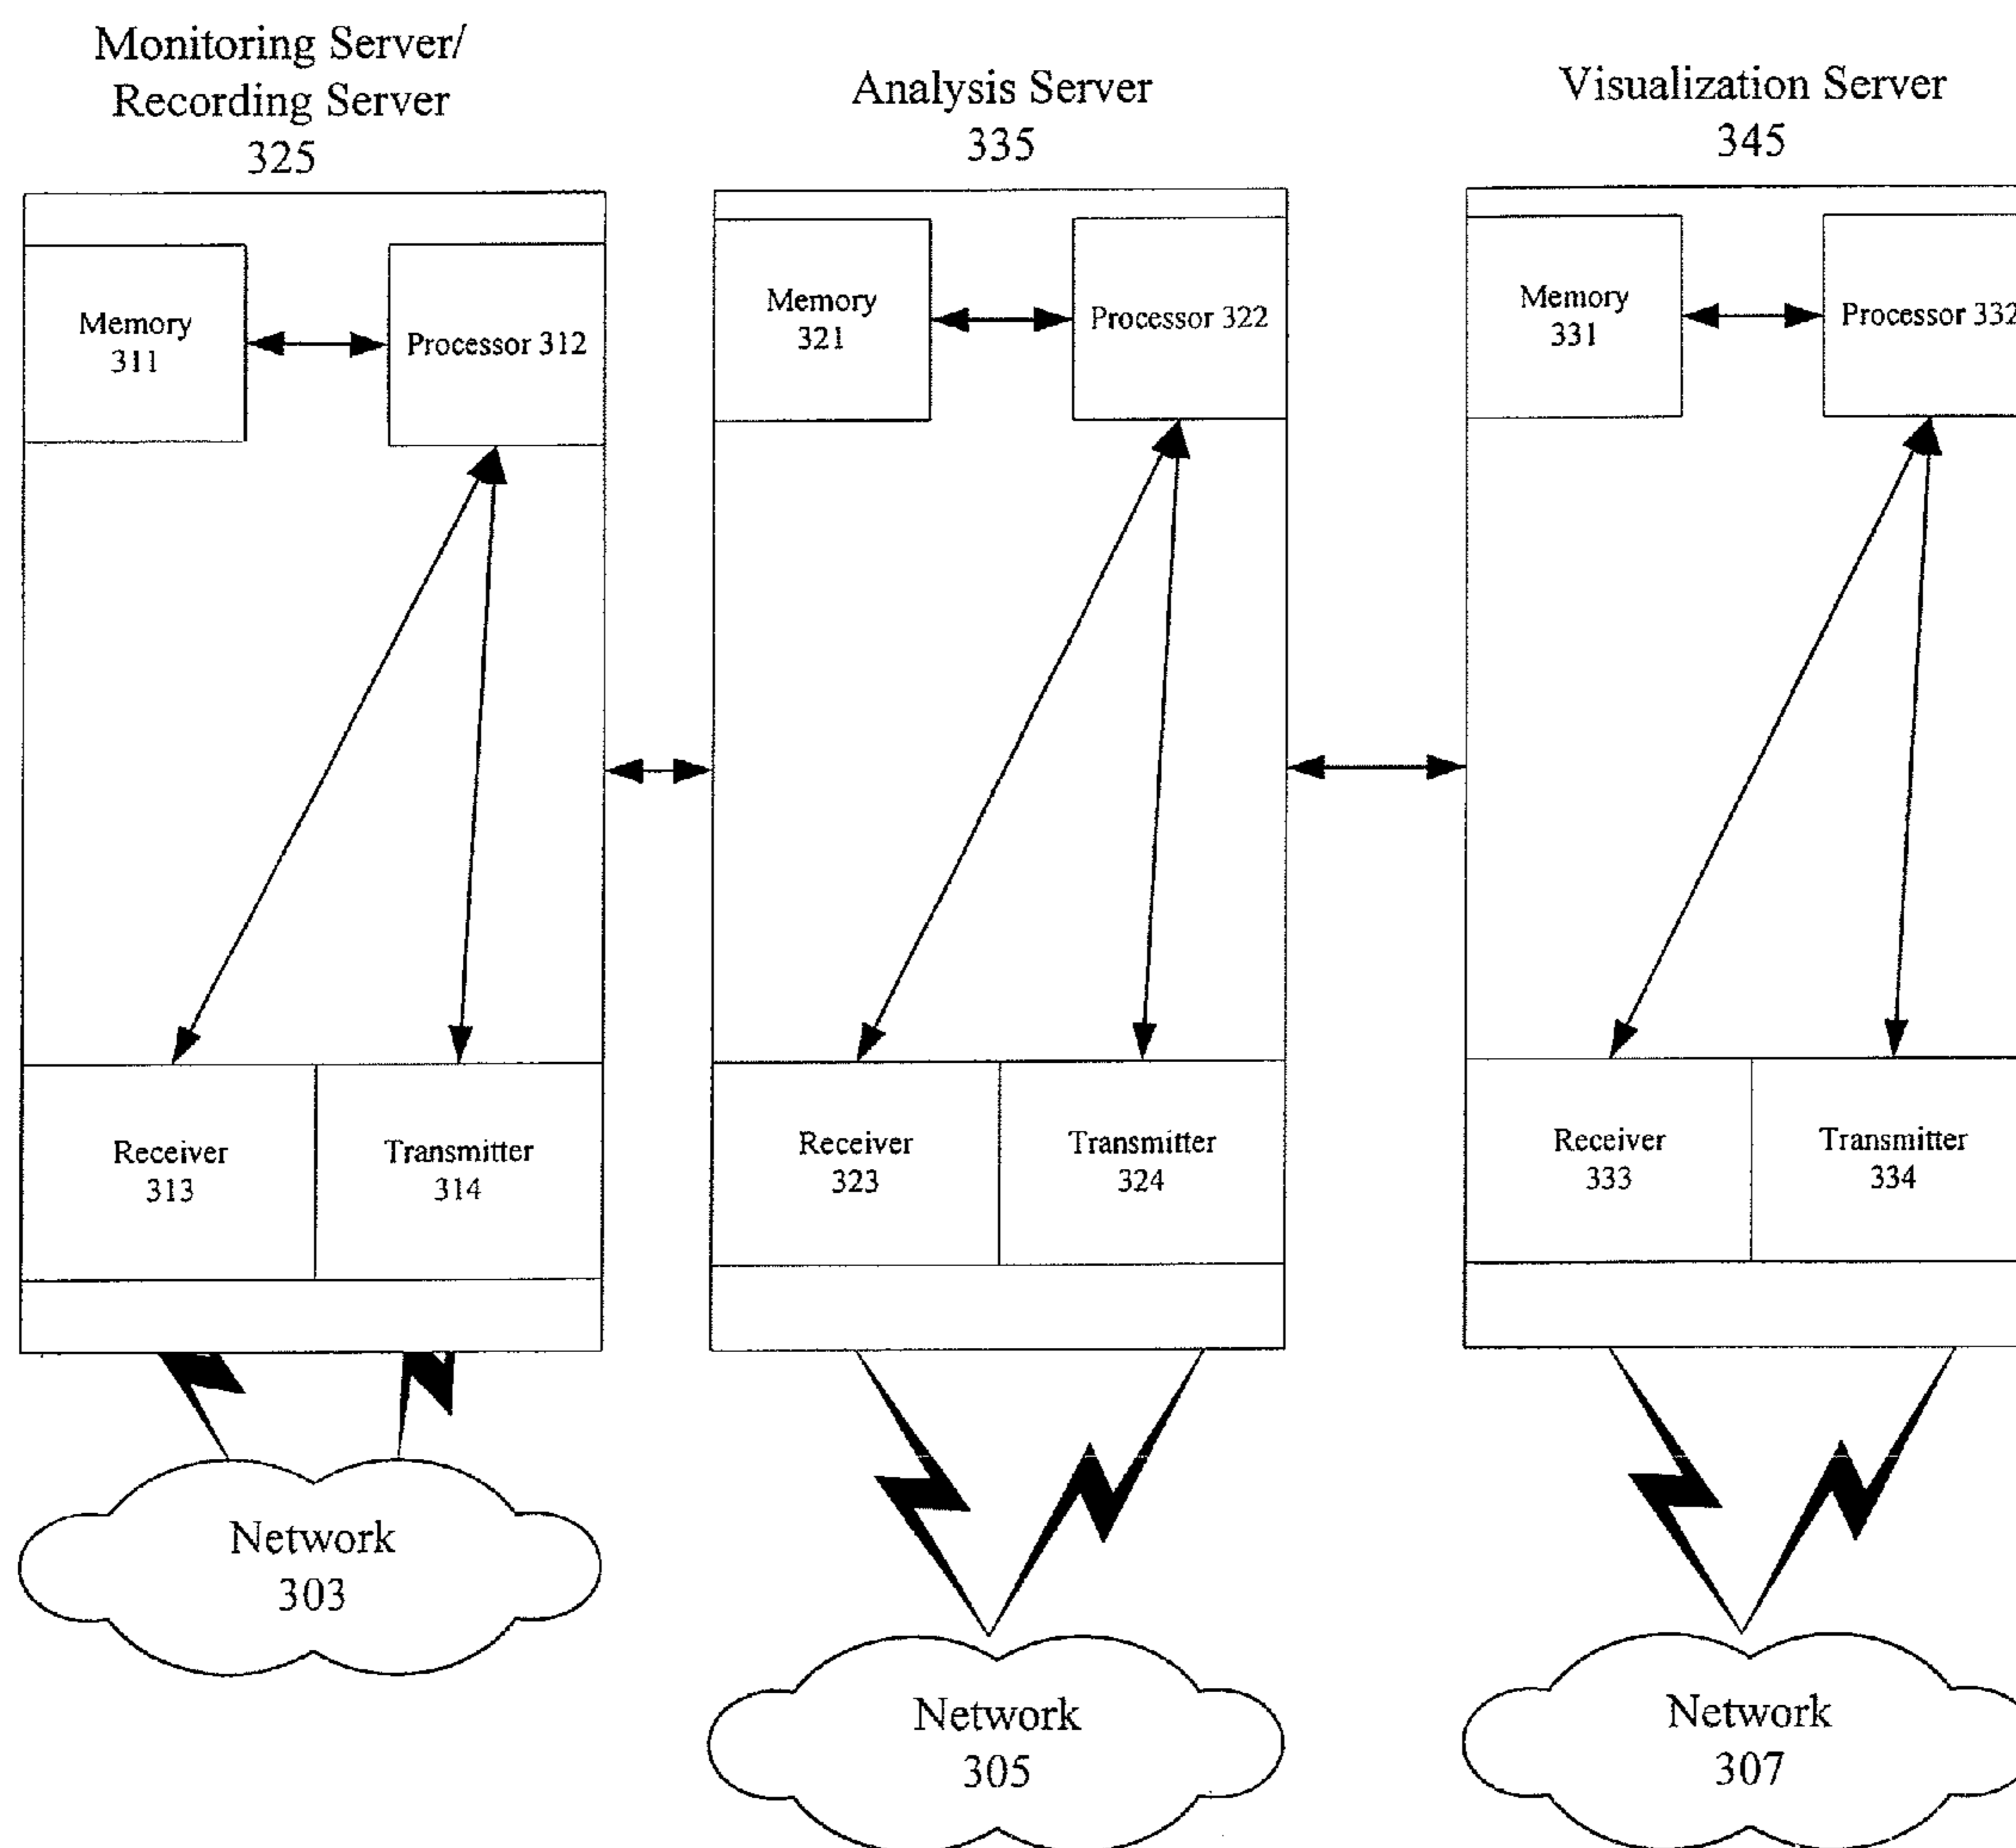 Monitoring Server/
Recording Server
325
Analysis Server
335
Visualization Server
345
Memory
311
Processor 312
Memory
321
Processor 322
Memory
331
Processor 332
Receiver
313
Transmitter
314
Receiver
323
Transmitter
324
Receiver
333
Transmitter
334
Network
303
Network
305
Network
307